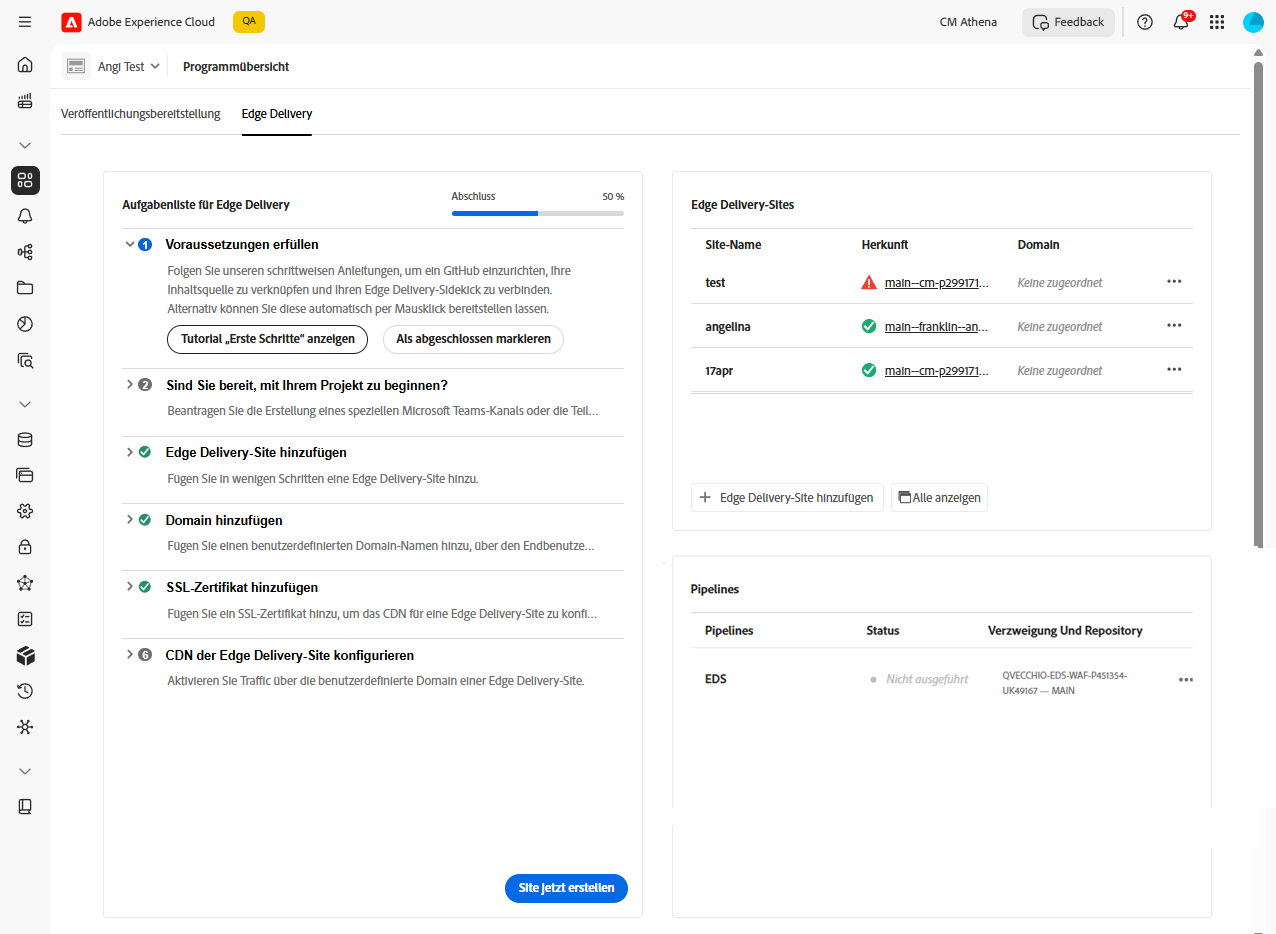 Adobe Experience Cloud
QA
CM Athena
Feedback
9+
Angi Test
Programmübersicht
Veröffentlichungsbereitstellung
Edge Delivery
Aufgabenliste für Edge Delivery
Abschluss
50 %
1
Voraussetzungen erfüllen
Folgen Sie unseren schrittweisen Anleitungen, um ein GitHub einzurichten, Ihre
Inhaltsquelle zu verknüpfen und Ihren Edge Delivery-Sidekick zu verbinden.
Alternativ können Sie diese automatisch per Mausklick bereitstellen lassen.
Tutorial „Erste Schritte“ anzeigen
Als abgeschlossen markieren
2
Sind Sie bereit, mit Ihrem Projekt zu beginnen?
Beantragen Sie die Erstellung eines speziellen Microsoft Teams-Kanals oder die Teil...
Edge Delivery-Site hinzufügen
Fügen Sie in wenigen Schritten eine Edge Delivery-Site hinzu.
Domain hinzufügen
Fügen Sie einen benutzerdefinierten Domain-Namen hinzu, über den Endbenutze...
SSL-Zertifikat hinzufügen
Fügen Sie ein SSL-Zertifikat hinzu, um das CDN für eine Edge Delivery-Site zu konfi...
6
CDN der Edge Delivery-Site konfigurieren
Aktivieren Sie Traffic über die benutzerdefinierte Domain einer Edge Delivery-Site.
Site jetzt erstellen
Edge Delivery-Sites
Site-Name
Herkunft
Domain
test
main--cm-p299171...
Keine zugeordnet
angelina
main--franklin--an...
Keine zugeordnet
17apr
main--cm-p299171...
Keine zugeordnet
Edge Delivery-Site hinzufügen
Alle anzeigen
Pipelines
Pipelines
Status
Verzweigung Und Repository
EDS
Nicht ausgeführt
QVECCHIO-EDS-WAF-P451354-
UK49167 — MAIN